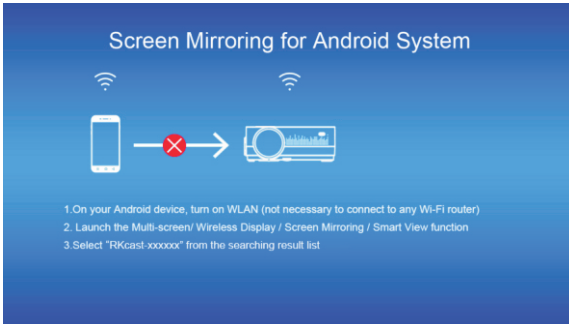 Screen Mirroring for Android System
1.On your Android device, turn on WLAN (not necessary to connect to any Wi-Fi router)
2. Launch the Multi-screen/ Wireless Display / Screen Mirroring / Smart View function
3.Select "RKcast-xxxxxx" from the searching result list